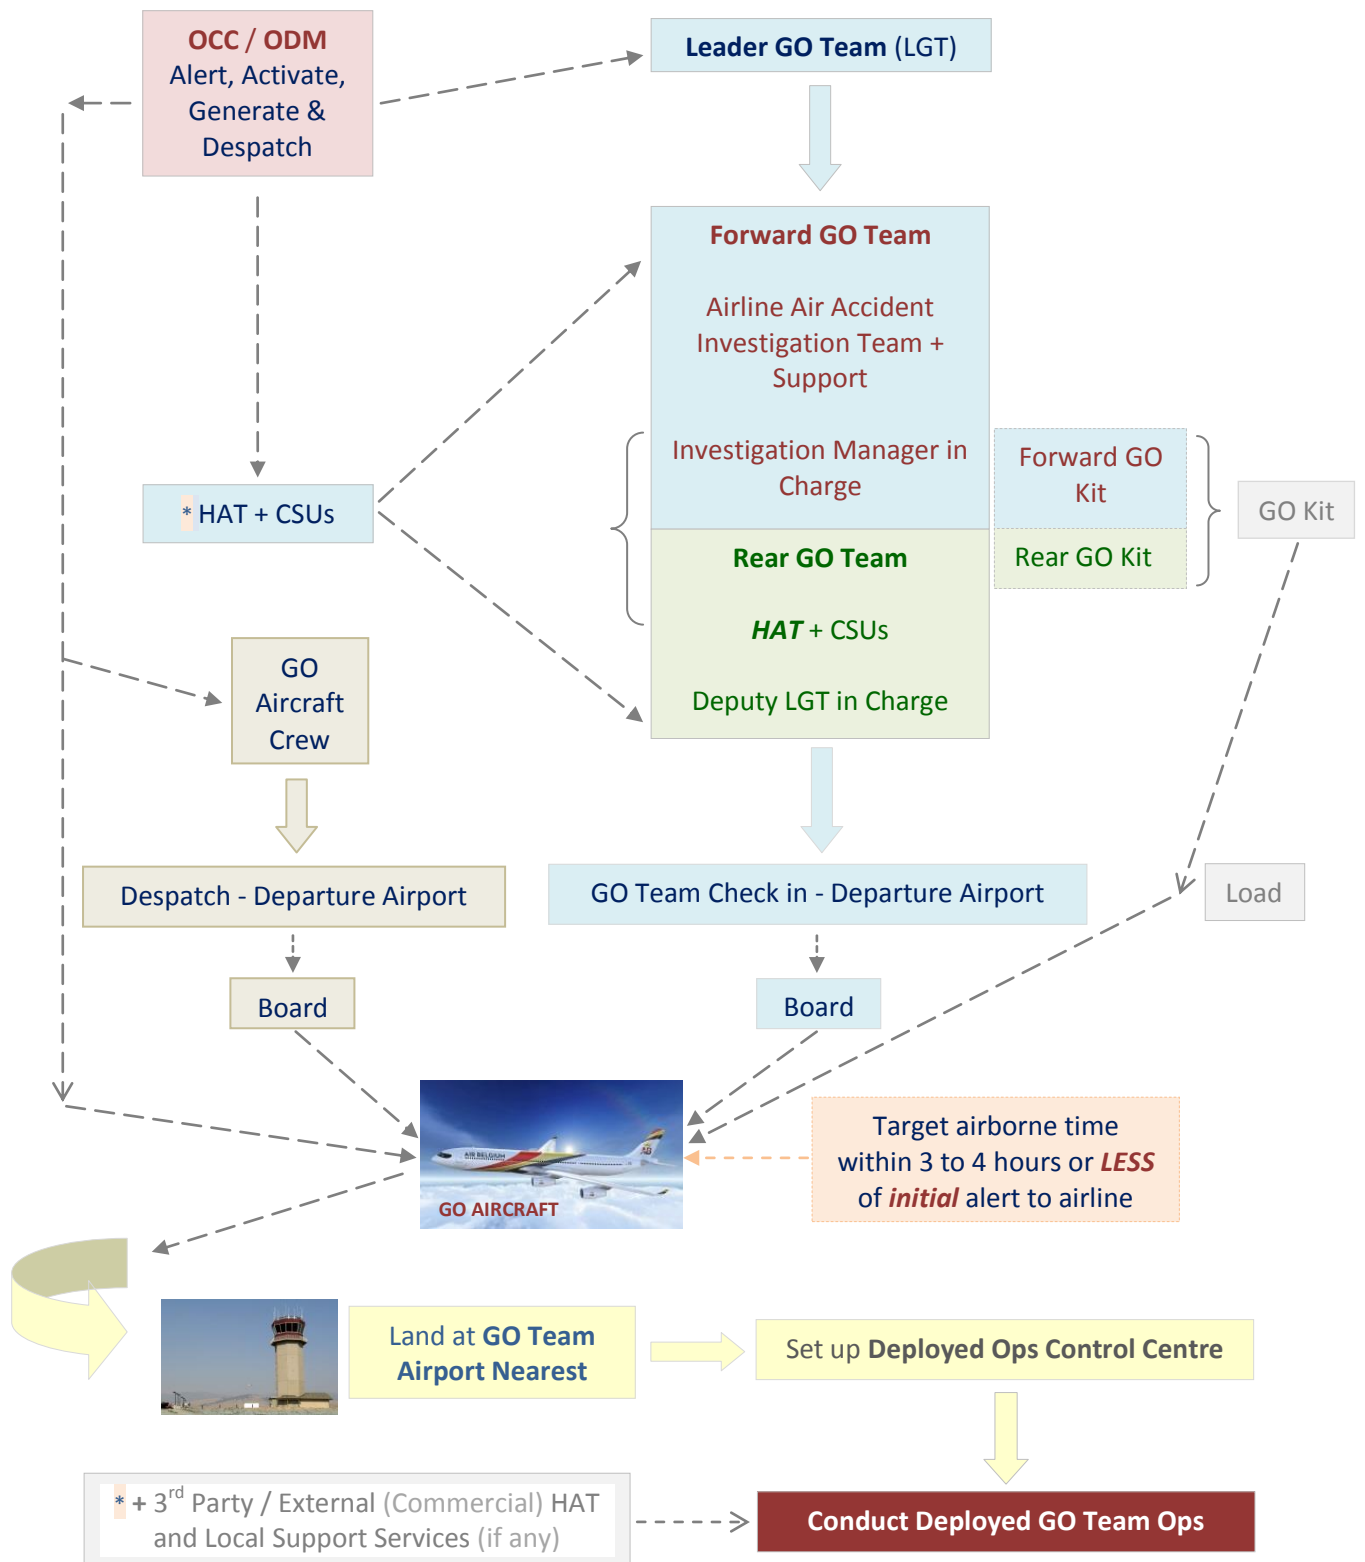 OCC / ODM
Alert, Activate,
Generate &
Despatch
Leader GO Team (LGT)
Forward GO Team
Airline Air Accident
Investigation Team +
Support
Investigation Manager in
Charge
Forward GO
Kit
GO Kit
* HAT + CSUs
Rear GO Team
HAT + CSUs
Deputy LGT in Charge
Rear GO Kit
GO
Aircraft
Crew
Despatch - Departure Airport
GO Team Check in - Departure Airport
Load
Board
Board
AIR BELGIUM
AB
GO AIRCRAFT
Target airborne time
within 3 to 4 hours or LESS
of initial alert to airline
Land at GO Team
Airport Nearest
Set up Deployed Ops Control Centre
* + 3rd Party / External (Commercial) HAT
and Local Support Services (if any)
Conduct Deployed GO Team Ops